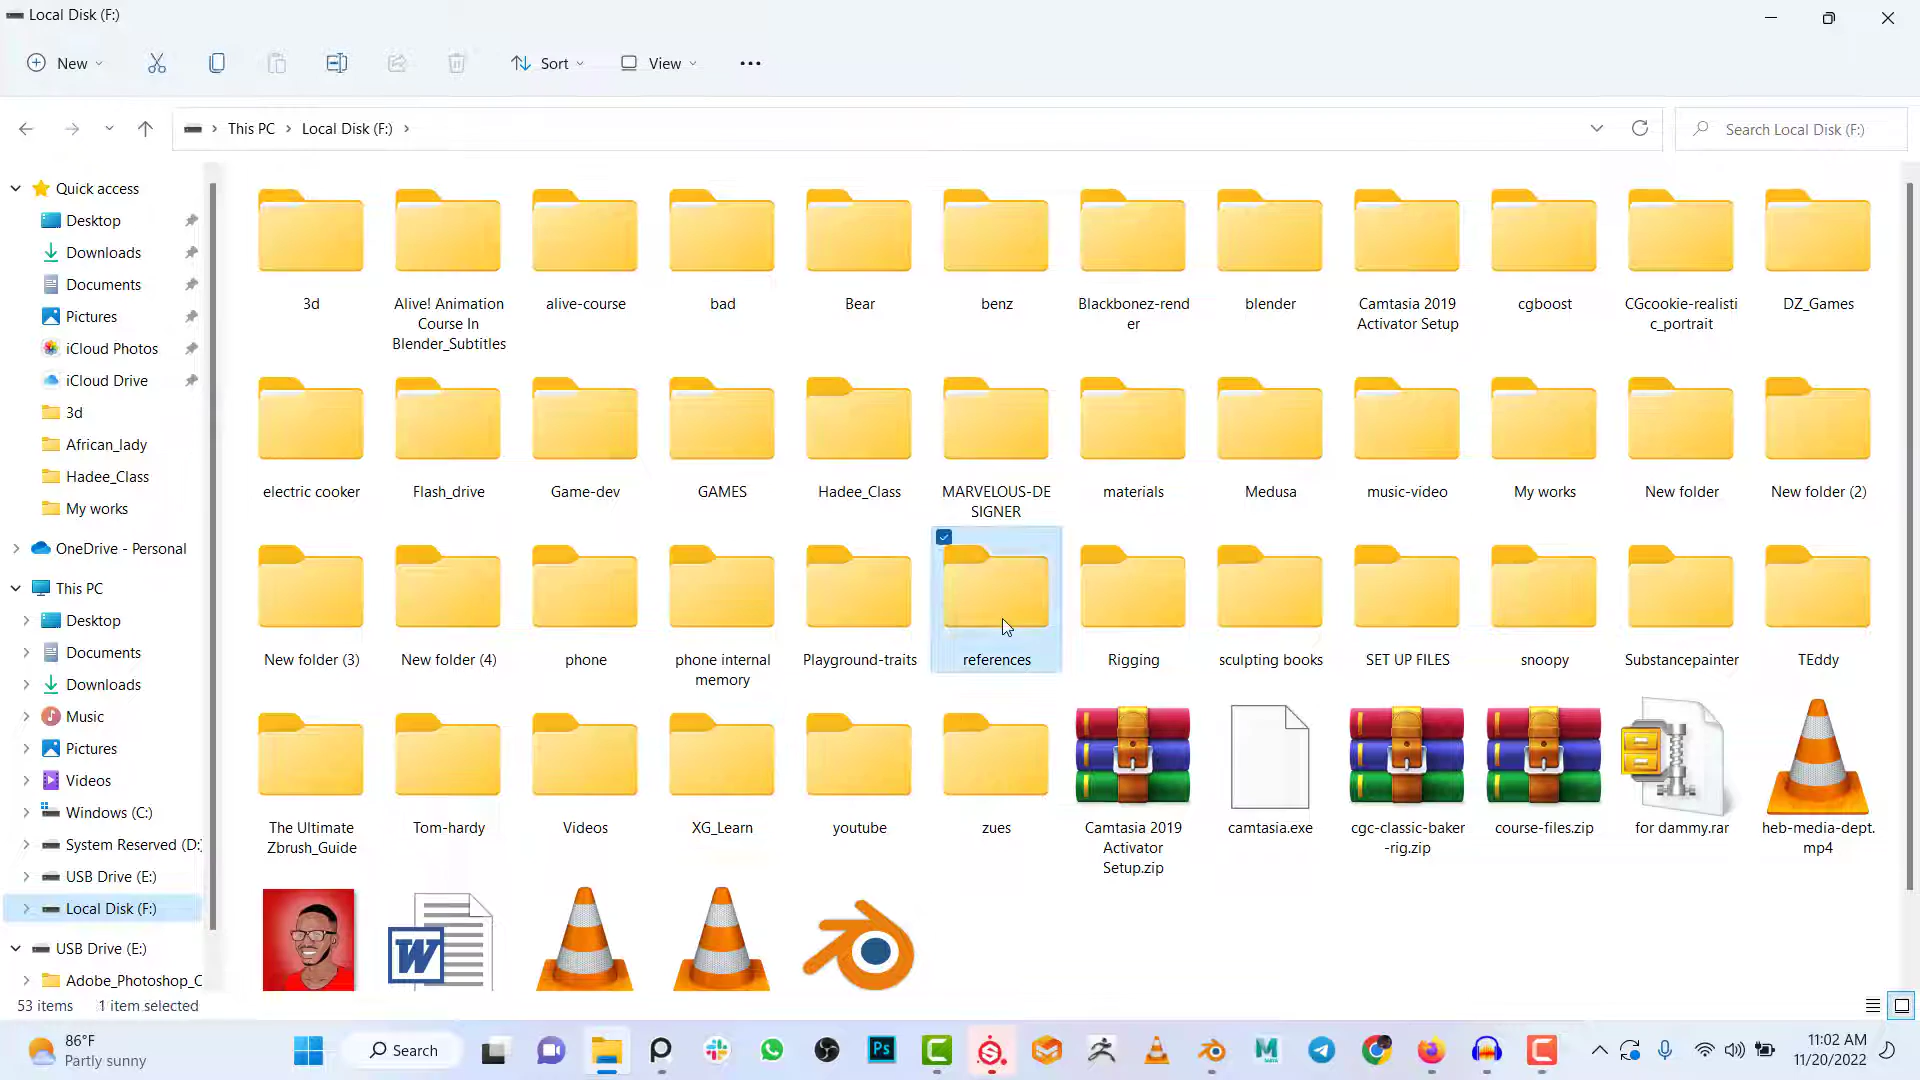 Local Disk (F:)
New
Sort
View
This PC
Local Disk (F:)
Search Local Disk (F:)
Quick access
Desktop
Downloads
Documents
Pictures
iCloud Photos
iCloud Drive
3d
African_lady
Hadee_Class
My works
OneDrive - Personal
This PC
Desktop
Documents
Downloads
Music
Pictures
Videos
Windows (C:)
System Reserved (D:)
USB Drive (E:)
Local Disk (F:)
USB Drive (E:)
Adobe_Photoshop_C
3d
Alive! Animation
Course In
Blender_Subtitles
alive-course
bad
Bear
benz
Blackbonez-rend
er
blender
Camtasia 2019
Activator Setup
cgboost
CGcookie-realisti
c_portrait
DZ_Games
electric cooker
Flash_drive
Game-dev
GAMES
Hadee_Class
MARVELOUS-DE
SIGNER
materials
Medusa
music-video
My works
New folder
New folder (2)
New folder (3)
New folder (4)
phone
phone internal
memory
Playground-traits
references
Rigging
sculpting books
SET UP FILES
snoopy
Substancepainter
TEddy
The Ultimate
Zbrush_Guide
Tom-hardy
Videos
XG_Learn
youtube
zues
Camtasia 2019
Activator
Setup.zip
camtasia.exe
cgc-classic-baker
-rig.zip
course-files.zip
for dammy.rar
heb-media-dept.
mp4
W
53 items
1 item selected
86°F
Partly sunny
Search
Ps
M
11:02 AM
11/20/2022